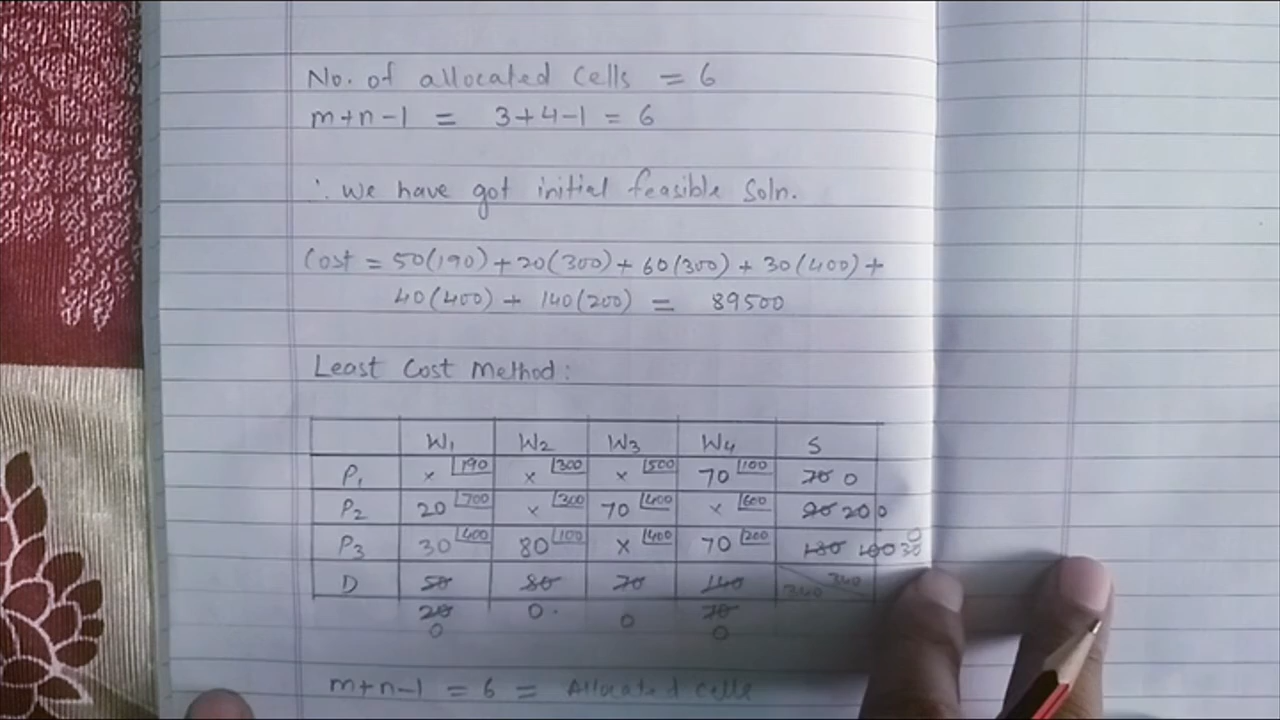 No. of allocated cells = 6
m+n-1 = 3+4-1 = 6
∴ we have got initial feasible Soln.
Cost = 50(190) + 20(300) + 60(300) + 30(400) +
40(400) + 140(200) = 89500
Least Cost Method:
W1 W2 W3 W4 S
P1 × 190 × 300 × 500 70 100 70 0
P2 20 700 × 300 70 400 × 600 90 20 0
P3 30 400 80 100 × 400 70 200 180 100 30 0
D 50 80 70 140 340 340
20 0 0 70
0 0
m+n-1 = 6 = Allocated cells